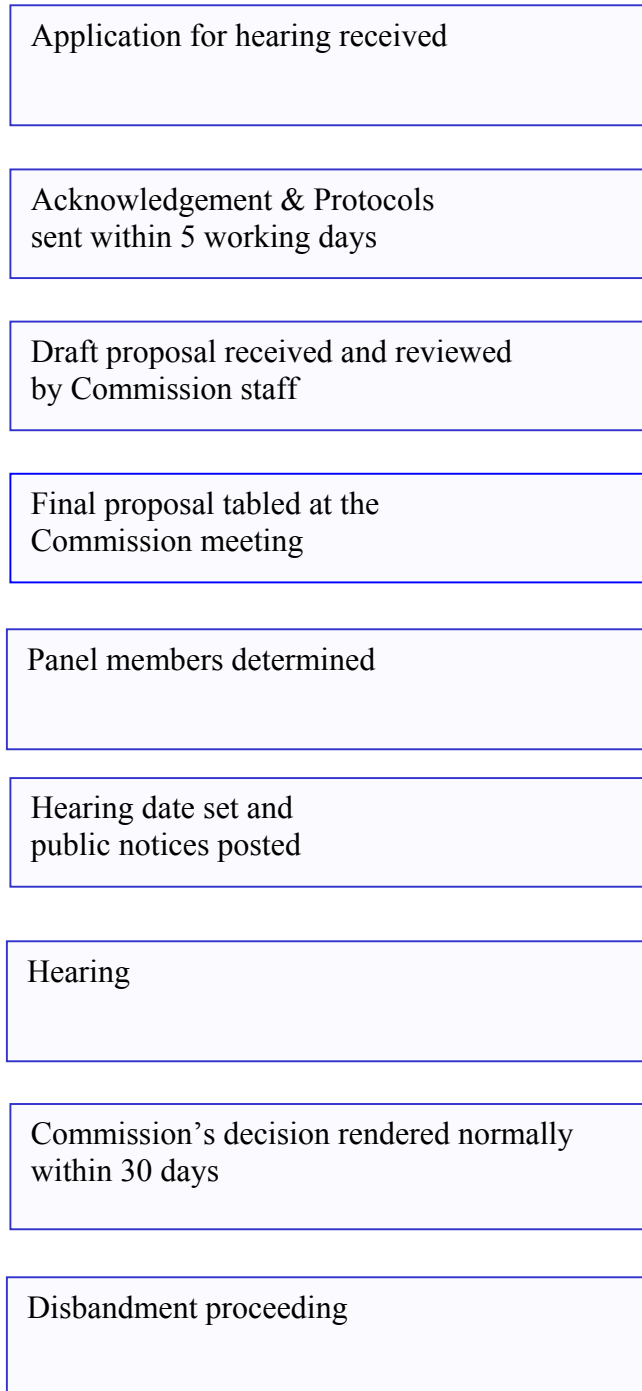 Application for hearing received
Acknowledgement & Protocols
sent within 5 working days
Draft proposal received and reviewed
by Commission staff
Final proposal tabled at the
Commission meeting
Panel members determined
Hearing date set and
public notices posted
Hearing
Commission’s decision rendered normally
within 30 days
Disbandment proceeding